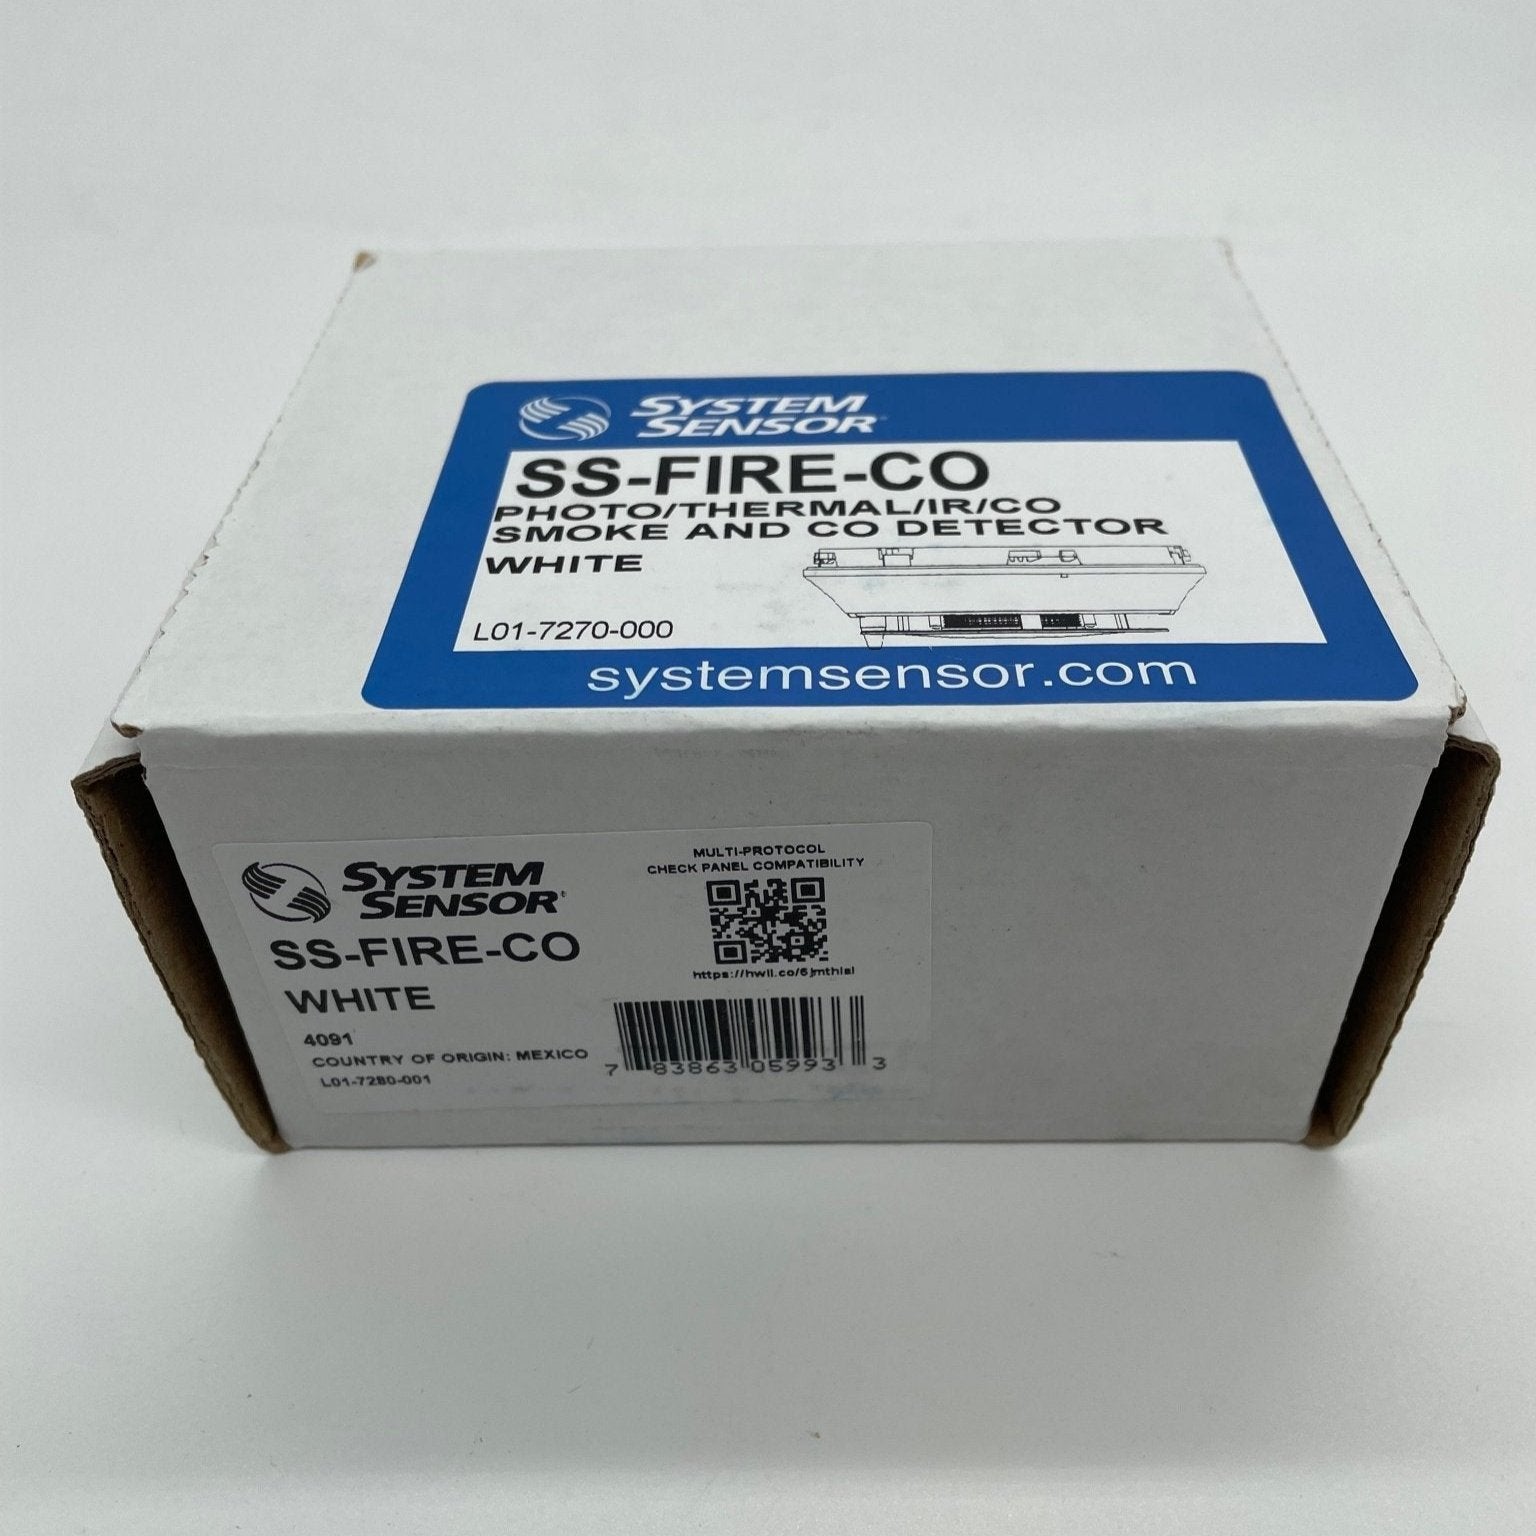 SYSTEM
SENSOR
SS-FIRE-CO
PHOTO/THERMAL/IR/CO
SMOKE AND CO DETECTOR
WHITE
L01-7270-000
systemsensor.com
SYSTEM
SENSOR
SS-FIRE-CO
WHITE
4091
COUNTRY OF ORIGIN: MEXICO
L01-7280-001
MULTI-PROTOCOL
CHECK PANEL COMPATIBILITY
7 83863 05993 3